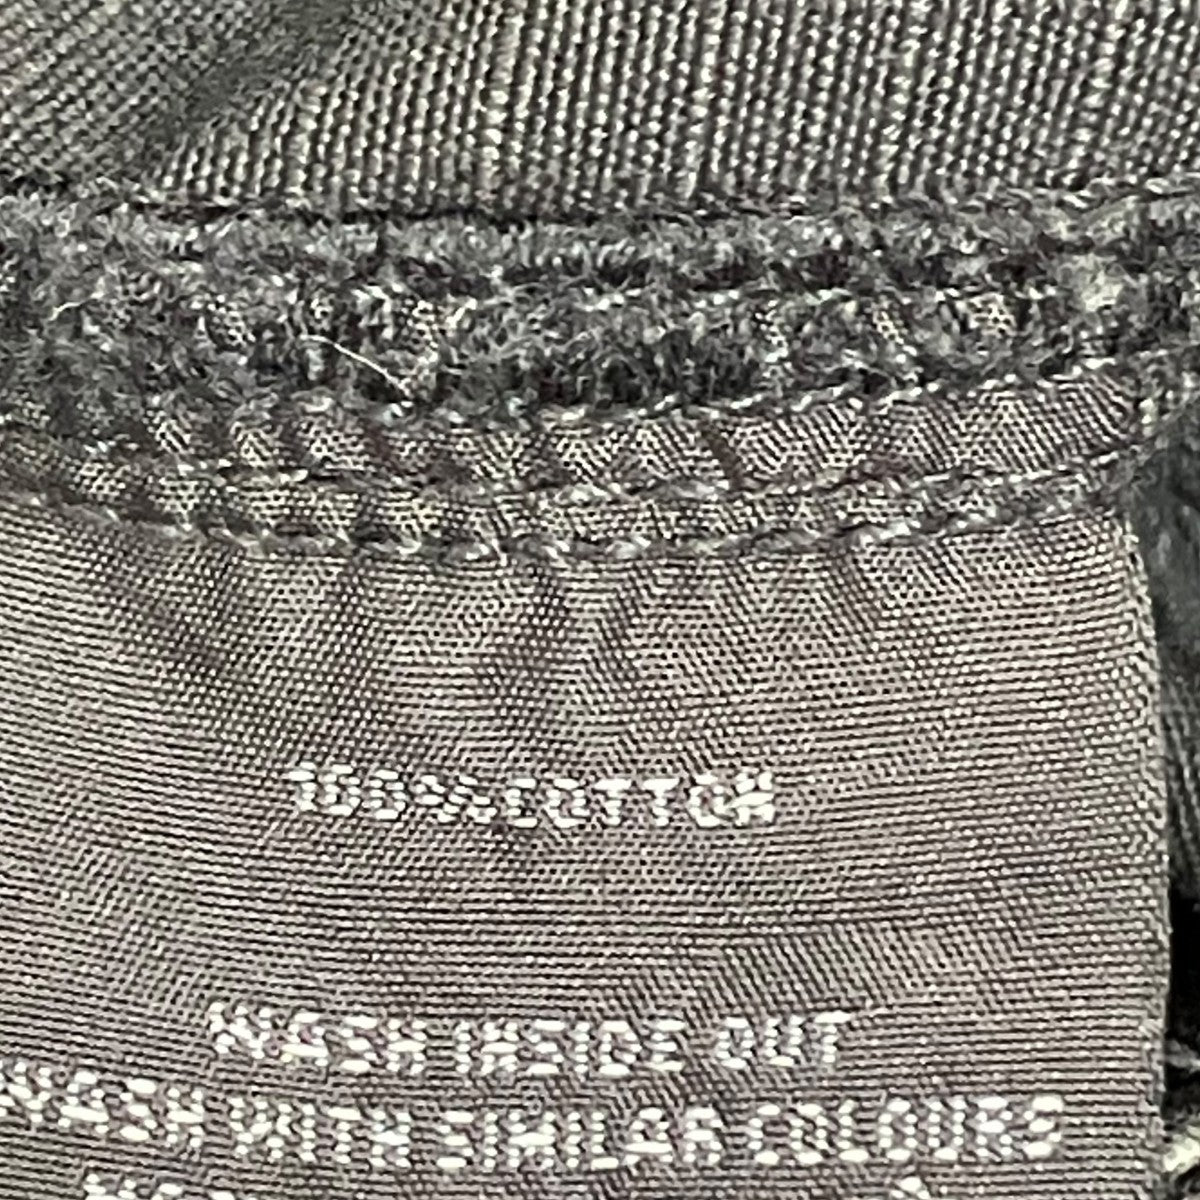 100% COTTON
WASH INSIDE OUT
WASH WITH SIMILAR COLOURS